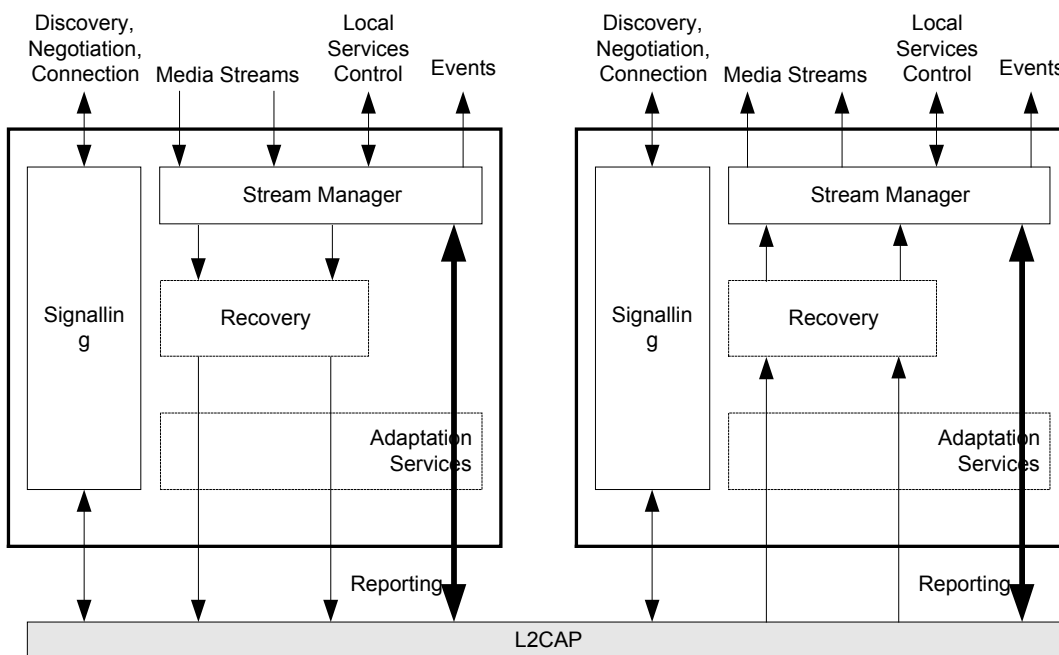 Discovery,
Negotiation,
Connection
Media Streams
Local
Services
Control
Events
Stream Manager
Signallin
g
Recovery
Adaptation
Services
Reporting
Discovery,
Negotiation,
Connection
Media Streams
Local
Services
Control
Events
Stream Manager
Signallin
g
Recovery
Adaptation
Services
Reporting
L2CAP